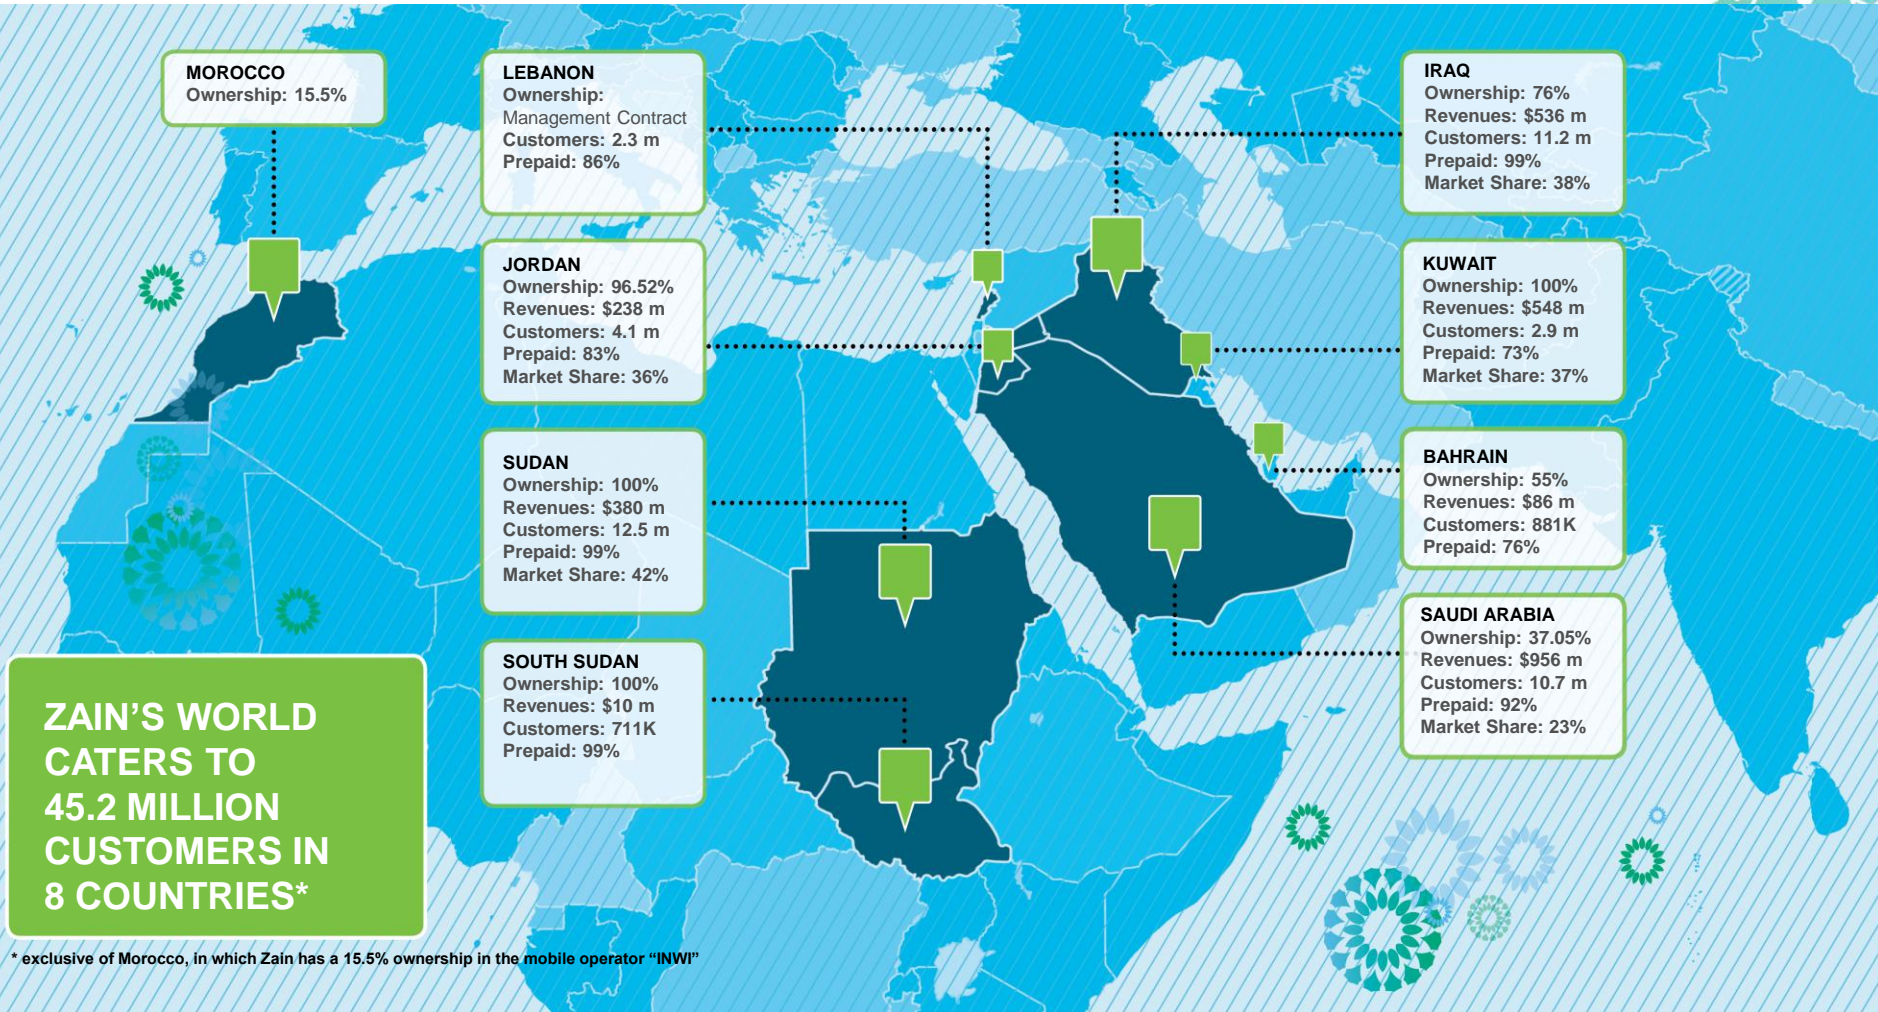 MOROCCO
Ownership: 15.5%
LEBANON
Ownership:
Management Contract
Customers: 2.3 m
Prepaid: 86%
JORDAN
Ownership: 96.52%
Revenues: $238 m
Customers: 4.1 m
Prepaid: 83%
Market Share: 36%
SUDAN
Ownership: 100%
Revenues: $380 m
Customers: 12.5 m
Prepaid: 99%
Market Share: 42%
SOUTH SUDAN
Ownership: 100%
Revenues: $10 m
Customers: 711K
Prepaid: 99%
IRAQ
Ownership: 76%
Revenues: $536 m
Customers: 11.2 m
Prepaid: 99%
Market Share: 38%
KUWAIT
Ownership: 100%
Revenues: $548 m
Customers: 2.9 m
Prepaid: 73%
Market Share: 37%
BAHRAIN
Ownership: 55%
Revenues: $86 m
Customers: 881K
Prepaid: 76%
SAUDI ARABIA
Ownership: 37.05%
Revenues: $956 m
Customers: 10.7 m
Prepaid: 92%
Market Share: 23%
ZAIN’S WORLD
CATERS TO
45.2 MILLION
CUSTOMERS IN
8 COUNTRIES*
* exclusive of Morocco, in which Zain has a 15.5% ownership in the mobile operator “INWI”